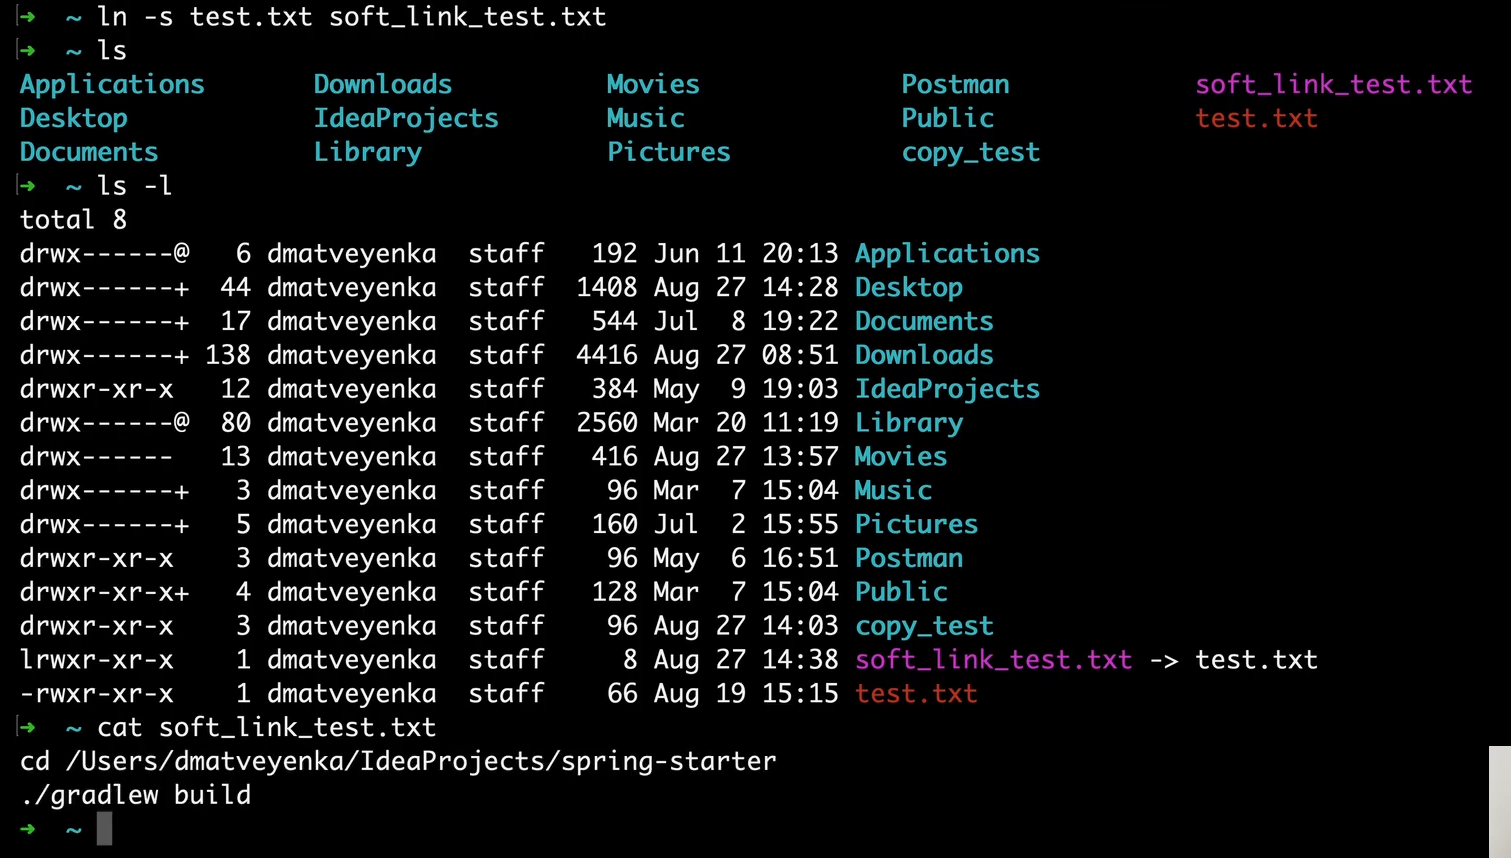 ➜  ~ ln -s test.txt soft_link_test.txt
➜  ~ ls
Applications       Downloads          Movies             Postman            soft_link_test.txt
Desktop            IdeaProjects       Music              Public             test.txt
Documents          Library            Pictures           copy_test
➜  ~ ls -l
total 8
drwx------@   6 dmatveyenka  staff   192 Jun 11 20:13 Applications
drwx------+  44 dmatveyenka  staff  1408 Aug 27 14:28 Desktop
drwx------+  17 dmatveyenka  staff   544 Jul  8 19:22 Documents
drwx------+ 138 dmatveyenka  staff  4416 Aug 27 08:51 Downloads
drwxr-xr-x   12 dmatveyenka  staff   384 May  9 19:03 IdeaProjects
drwx------@  80 dmatveyenka  staff  2560 Mar 20 11:19 Library
drwx------   13 dmatveyenka  staff   416 Aug 27 13:57 Movies
drwx------+   3 dmatveyenka  staff    96 Mar  7 15:04 Music
drwx------+   5 dmatveyenka  staff   160 Jul  2 15:55 Pictures
drwxr-xr-x    3 dmatveyenka  staff    96 May  6 16:51 Postman
drwxr-xr-x+   4 dmatveyenka  staff   128 Mar  7 15:04 Public
drwxr-xr-x    3 dmatveyenka  staff    96 Aug 27 14:03 copy_test
lrwxr-xr-x    1 dmatveyenka  staff     8 Aug 27 14:38 soft_link_test.txt -> test.txt
-rwxr-xr-x    1 dmatveyenka  staff    66 Aug 19 15:15 test.txt
➜  ~ cat soft_link_test.txt
cd /Users/dmatveyenka/IdeaProjects/spring-starter
./gradlew build
➜  ~